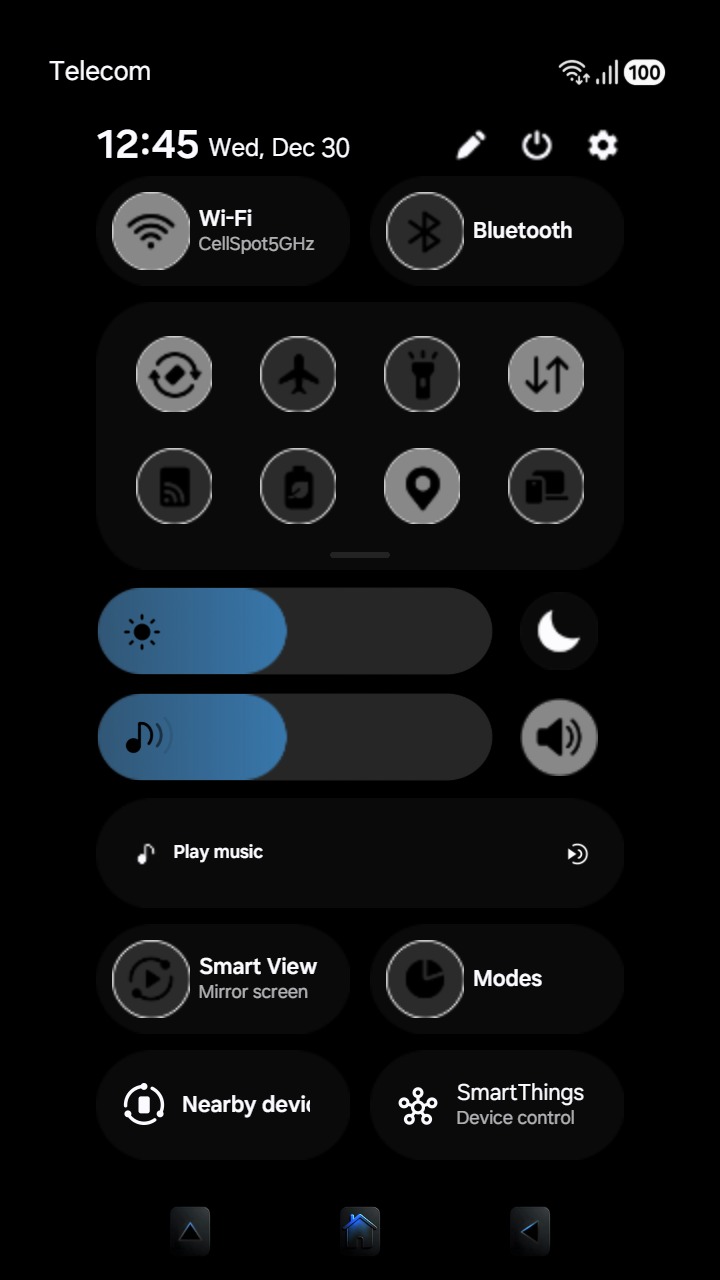 Telecom
100
12:45 Wed, Dec 30
Wi-Fi
CellSpot5GHz
Bluetooth
Play music
Smart View
Mirror screen
Modes
Nearby devi
SmartThings
Device control